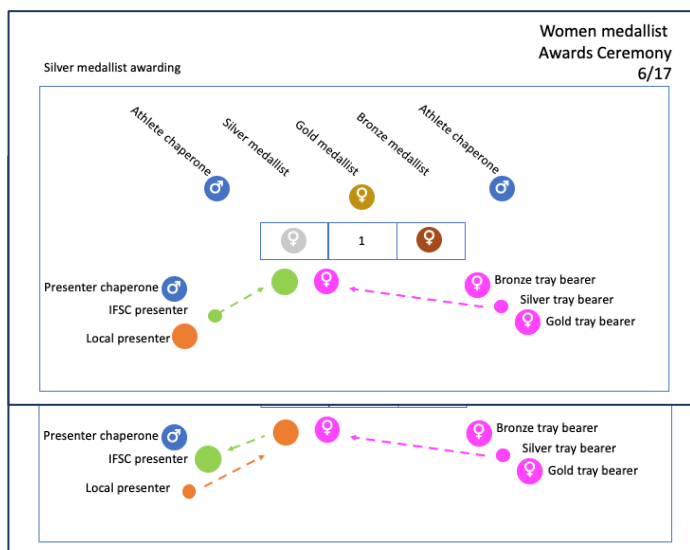 Women medallist
Awards Ceremony
6/17
Silver medallist awarding
Athlete chaperone
Silver medallist
Gold medallist
Bronze medallist
Athlete chaperone
1
Presenter chaperone
IFSC presenter
Local presenter
Bronze tray bearer
Silver tray bearer
Gold tray bearer
Presenter chaperone
IFSC presenter
Local presenter
Bronze tray bearer
Silver tray bearer
Gold tray bearer